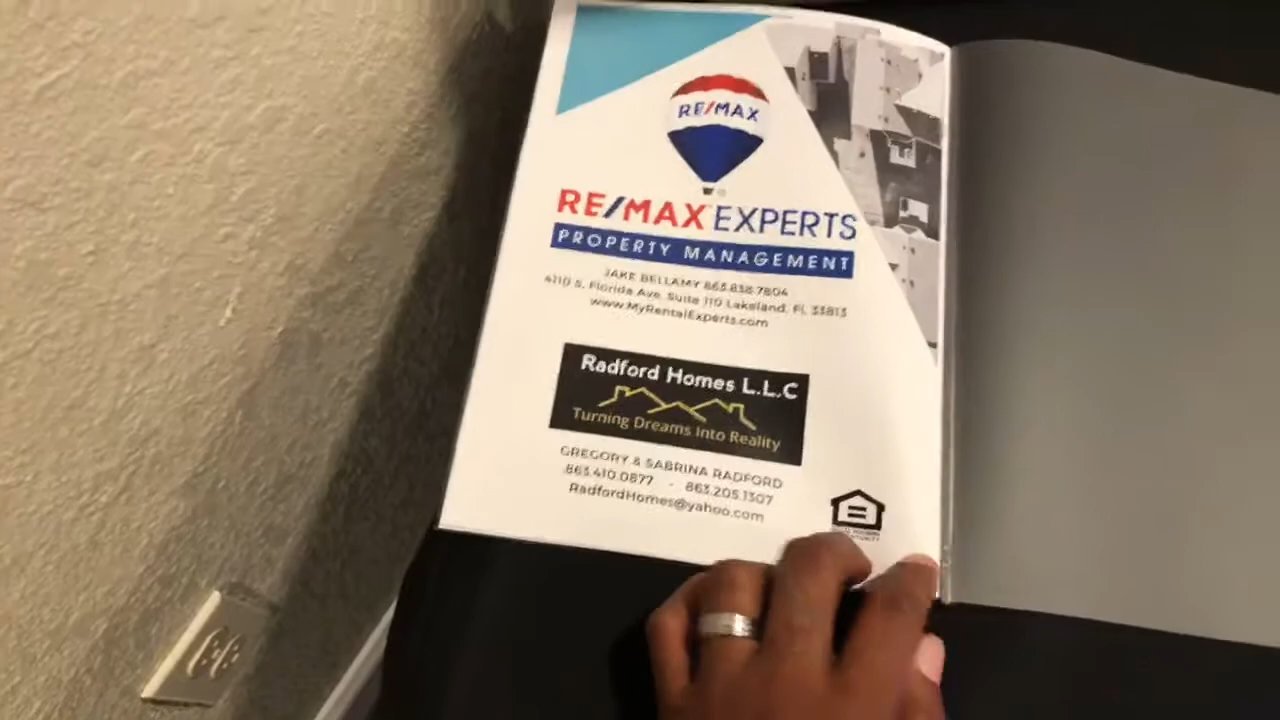 RE/MAX
RE/MAX EXPERTS
PROPERTY MANAGEMENT
JAKE BELLAMY 863.838.7804
4110 S. Florida Ave. Suite 110 Lakeland, FL 33813
www.MyRentalExperts.com
Radford Homes L.L.C
Turning Dreams Into Reality
GREGORY & SABRINA RADFORD
863.410.0877 - 863.205.1307
RadfordHomes@yahoo.com